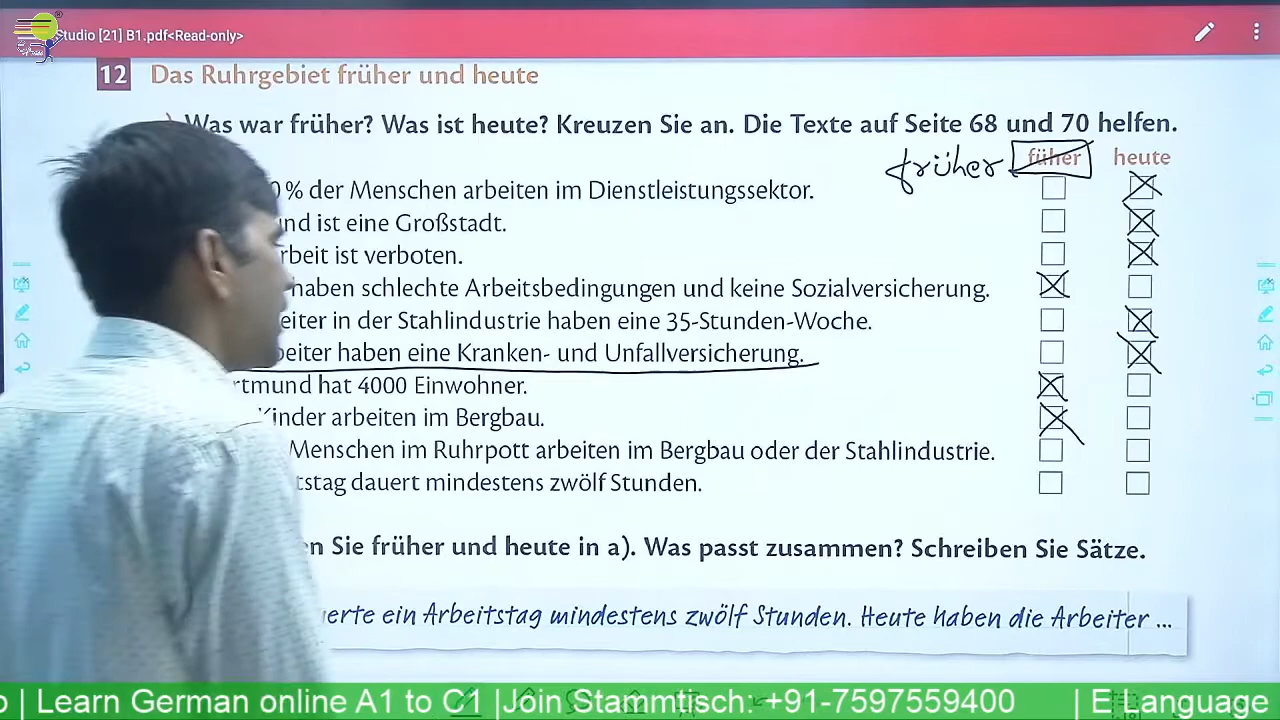 Studio [21] B1.pdf<Read-only>
12 Das Ruhrgebiet früher und heute
Was war früher? Was ist heute? Kreuzen Sie an. Die Texte auf Seite 68 und 70 helfen.
früher füher heute
0 % der Menschen arbeiten im Dienstleistungssektor.
und ist eine Großstadt.
rbeit ist verboten.
haben schlechte Arbeitsbedingungen und keine Sozialversicherung.
eiter in der Stahlindustrie haben eine 35-Stunden-Woche.
beiter haben eine Kranken- und Unfallversicherung.
rtmund hat 4000 Einwohner.
Kinder arbeiten im Bergbau.
Menschen im Ruhrpott arbeiten im Bergbau oder der Stahlindustrie.
tstag dauert mindestens zwölf Stunden.
n Sie früher und heute in a). Was passt zusammen? Schreiben Sie Sätze.
uerte ein Arbeitstag mindestens zwölf Stunden. Heute haben die Arbeiter ...
| Learn German online A1 to C1 |Join Stammtisch: +91-7597559400 | E Language